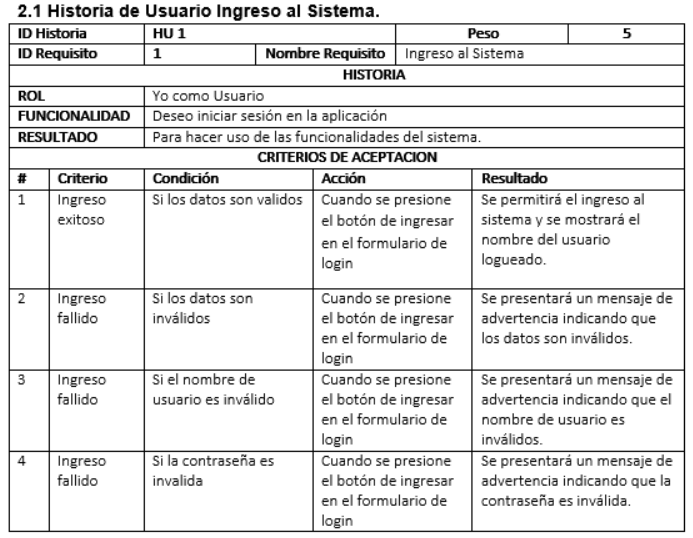 2.1 Historia de Usuario Ingreso al Sistema.
ID Historia HU 1 Peso 5
ID Requisito 1 Nombre Requisito Ingreso al Sistema
HISTORIA
ROL Yo como Usuario
FUNCIONALIDAD Deseo iniciar sesión en la aplicación
RESULTADO Para hacer uso de las funcionalidades del sistema.
CRITERIOS DE ACEPTACION
# Criterio Condición Acción Resultado
1 Ingreso Si los datos son validos Cuando se presione Se permitirá el ingreso al
exitoso el botón de ingresar sistema y se mostrará el
en el formulario de nombre del usuario
login logueado.
2 Ingreso Si los datos son Cuando se presione Se presentará un mensaje de
fallido inválidos el botón de ingresar advertencia indicando que
en el formulario de los datos son inválidos.
login
3 Ingreso Si el nombre de Cuando se presione Se presentará un mensaje de
fallido usuario es inválido el botón de ingresar advertencia indicando que el
en el formulario de nombre de usuario es
login inválidos.
4 Ingreso Si la contraseña es Cuando se presione Se presentará un mensaje de
fallido invalida el botón de ingresar advertencia indicando que la
en el formulario de contraseña es inválida.
login